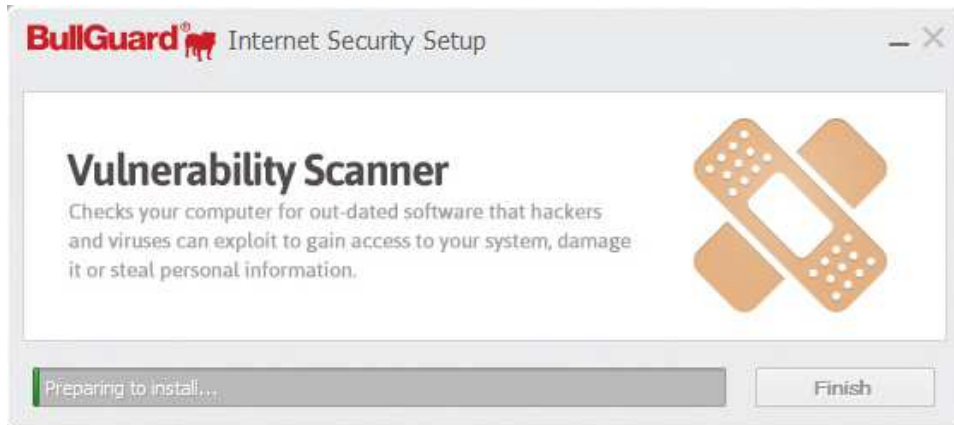 BullGuard® Internet Security Setup
Vulnerability Scanner
Checks your computer for out-dated software that hackers
and viruses can exploit to gain access to your system, damage
it or steal personal information.
Preparing to install...
Finish